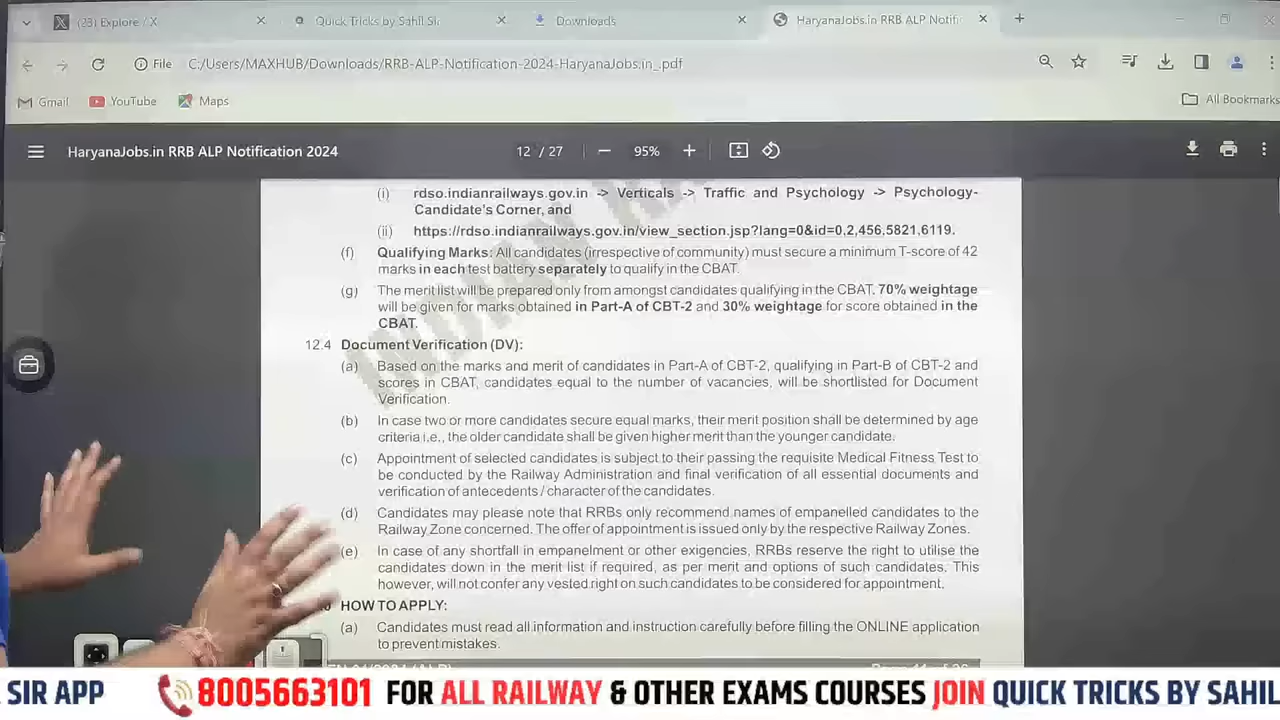 (23) Explore / X
Quick Tricks by Sahil Sir
Downloads
HaryanaJobs.in RRB ALP Notifi
File C:/Users/MAXHUB/Downloads/RRB-ALP-Notification-2024-HaryanaJobs.in_.pdf
Gmail YouTube Maps All Bookmarks
HaryanaJobs.in RRB ALP Notification 2024 12 / 27 95%
(i) rdso.indianrailways.gov.in -> Verticals -> Traffic and Psychology -> Psychology-
Candidate's Corner, and
(ii) https://rdso.indianrailways.gov.in/view_section.jsp?lang=0&id=0,2,456,5821,6119.
(f) Qualifying Marks: All candidates (irrespective of community) must secure a minimum T-score of 42
marks in each test battery separately to qualify in the CBAT.
(g) The merit list will be prepared only from amongst candidates qualifying in the CBAT. 70% weightage
will be given for marks obtained in Part-A of CBT-2 and 30% weightage for score obtained in the
CBAT.
12.4 Document Verification (DV):
(a) Based on the marks and merit of candidates in Part-A of CBT-2, qualifying in Part-B of CBT-2 and
scores in CBAT, candidates equal to the number of vacancies, will be shortlisted for Document
Verification.
(b) In case two or more candidates secure equal marks, their merit position shall be determined by age
criteria i.e., the older candidate shall be given higher merit than the younger candidate.
(c) Appointment of selected candidates is subject to their passing the requisite Medical Fitness Test to
be conducted by the Railway Administration and final verification of all essential documents and
verification of antecedents / character of the candidates.
(d) Candidates may please note that RRBs only recommend names of empanelled candidates to the
Railway Zone concerned. The offer of appointment is issued only by the respective Railway Zones.
(e) In case of any shortfall in empanelment or other exigencies, RRBs reserve the right to utilise the
candidates down in the merit list if required, as per merit and options of such candidates. This
however, will not confer any vested right on such candidates to be considered for appointment.
HOW TO APPLY:
(a) Candidates must read all information and instruction carefully before filling the ONLINE application
to prevent mistakes.
SIR APP 8005663101 FOR ALL RAILWAY & OTHER EXAMS COURSES JOIN QUICK TRICKS BY SAHIL